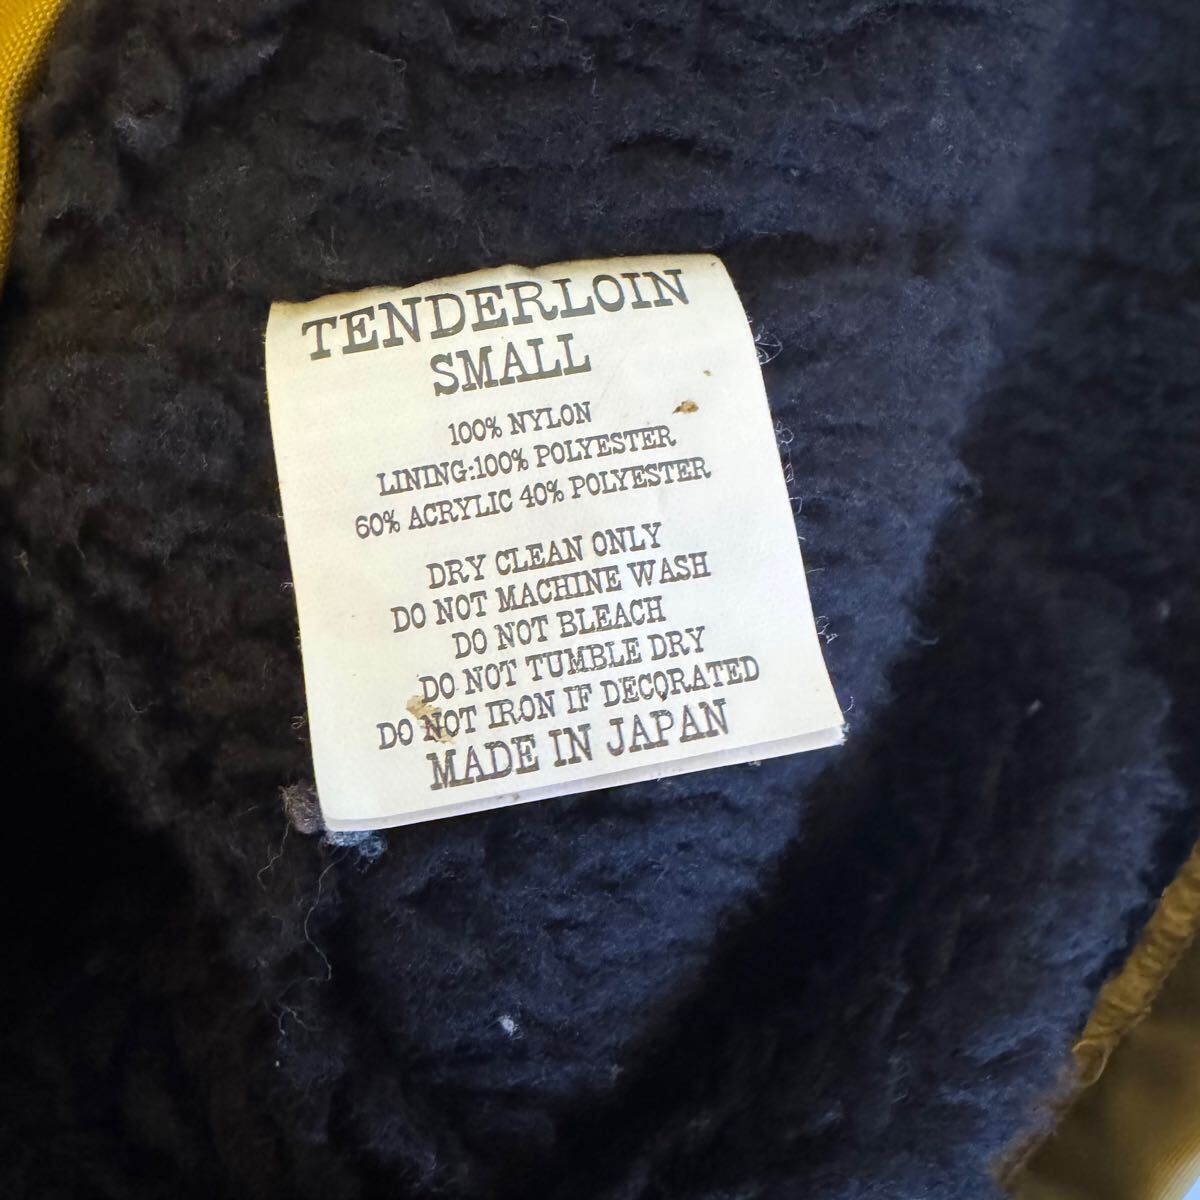 TENDERLOIN
SMALL
100% NYLON
LINING:100% POLYESTER
60% ACRYLIC 40% POLYESTER
DRY CLEAN ONLY
DO NOT MACHINE WASH
DO NOT BLEACH
DO NOT TUMBLE DRY
DO NOT IRON IF DECORATED
MADE IN JAPAN